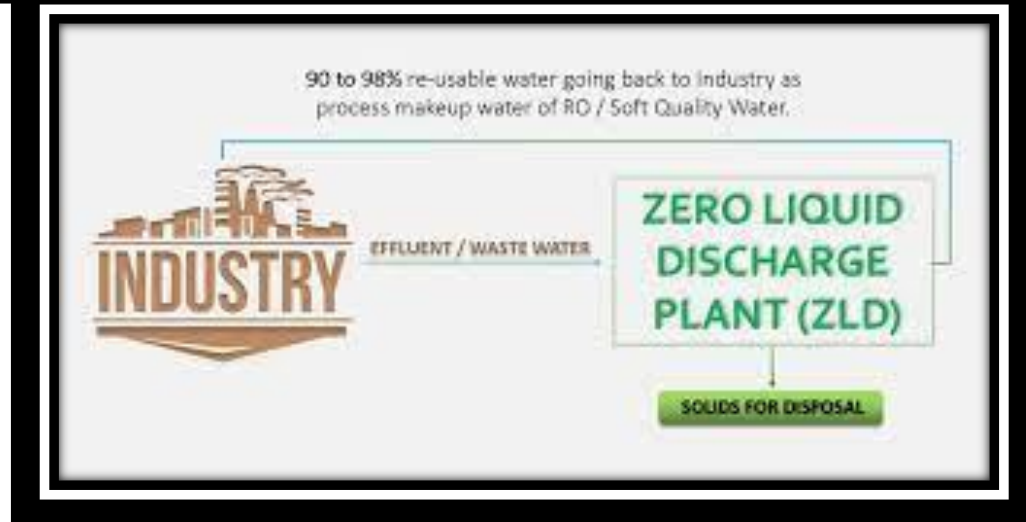 90 to 98% re-usable water going back to Industry as
process makeup water of RO / Soft Quality Water.
INDUSTRY
EFFLUENT / WASTE WATER
ZERO LIQUID
DISCHARGE
PLANT (ZLD)
SOLIDS FOR DISPOSAL